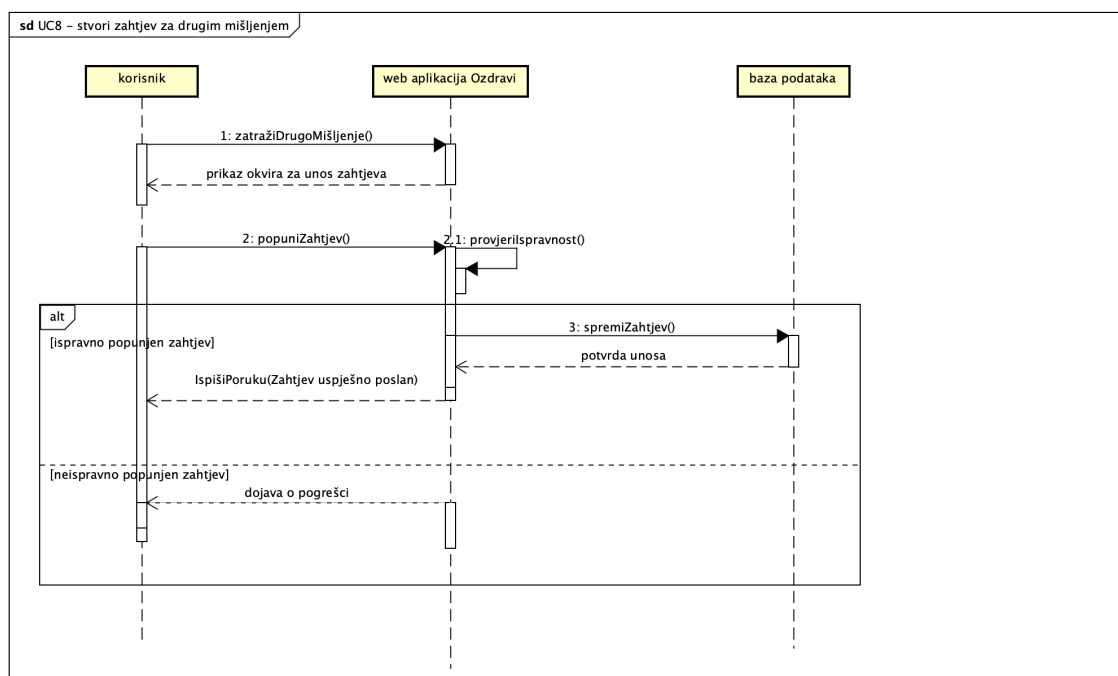 sd UC8 – stvori zahtjev za drugim mišljenjem
korisnik
web aplikacija Ozdravi
baza podataka
1: zatražiDrugoMišljenje()
prikaz okvira za unos zahtjeva
2: popuniZahtjev()
2.1: provjeriIspravnost()
alt
[ispravno popunjen zahtjev]
3: spremiZahtjev()
potvrda unosa
IspišiPoruku(Zahtjev uspješno poslan)
[neispravno popunjen zahtjev]
dojava o pogrešci